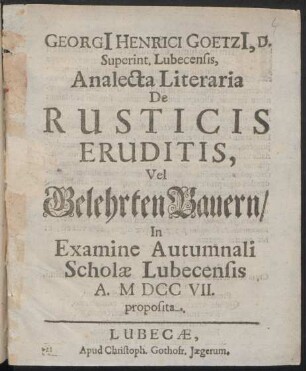 GEORGI HENRICI GOETZI, D.
Superint. Lubecensis,
Analecta Literaria
De
RUSTICIS
ERUDITIS,
Vel
Gelehrten Bauern/
In
Examine Autumnali
Scholæ Lubecensis
A. M DCC VII.
proposita.
LUBECÆ,
Apud Christoph. Gothofr. Jægerum.